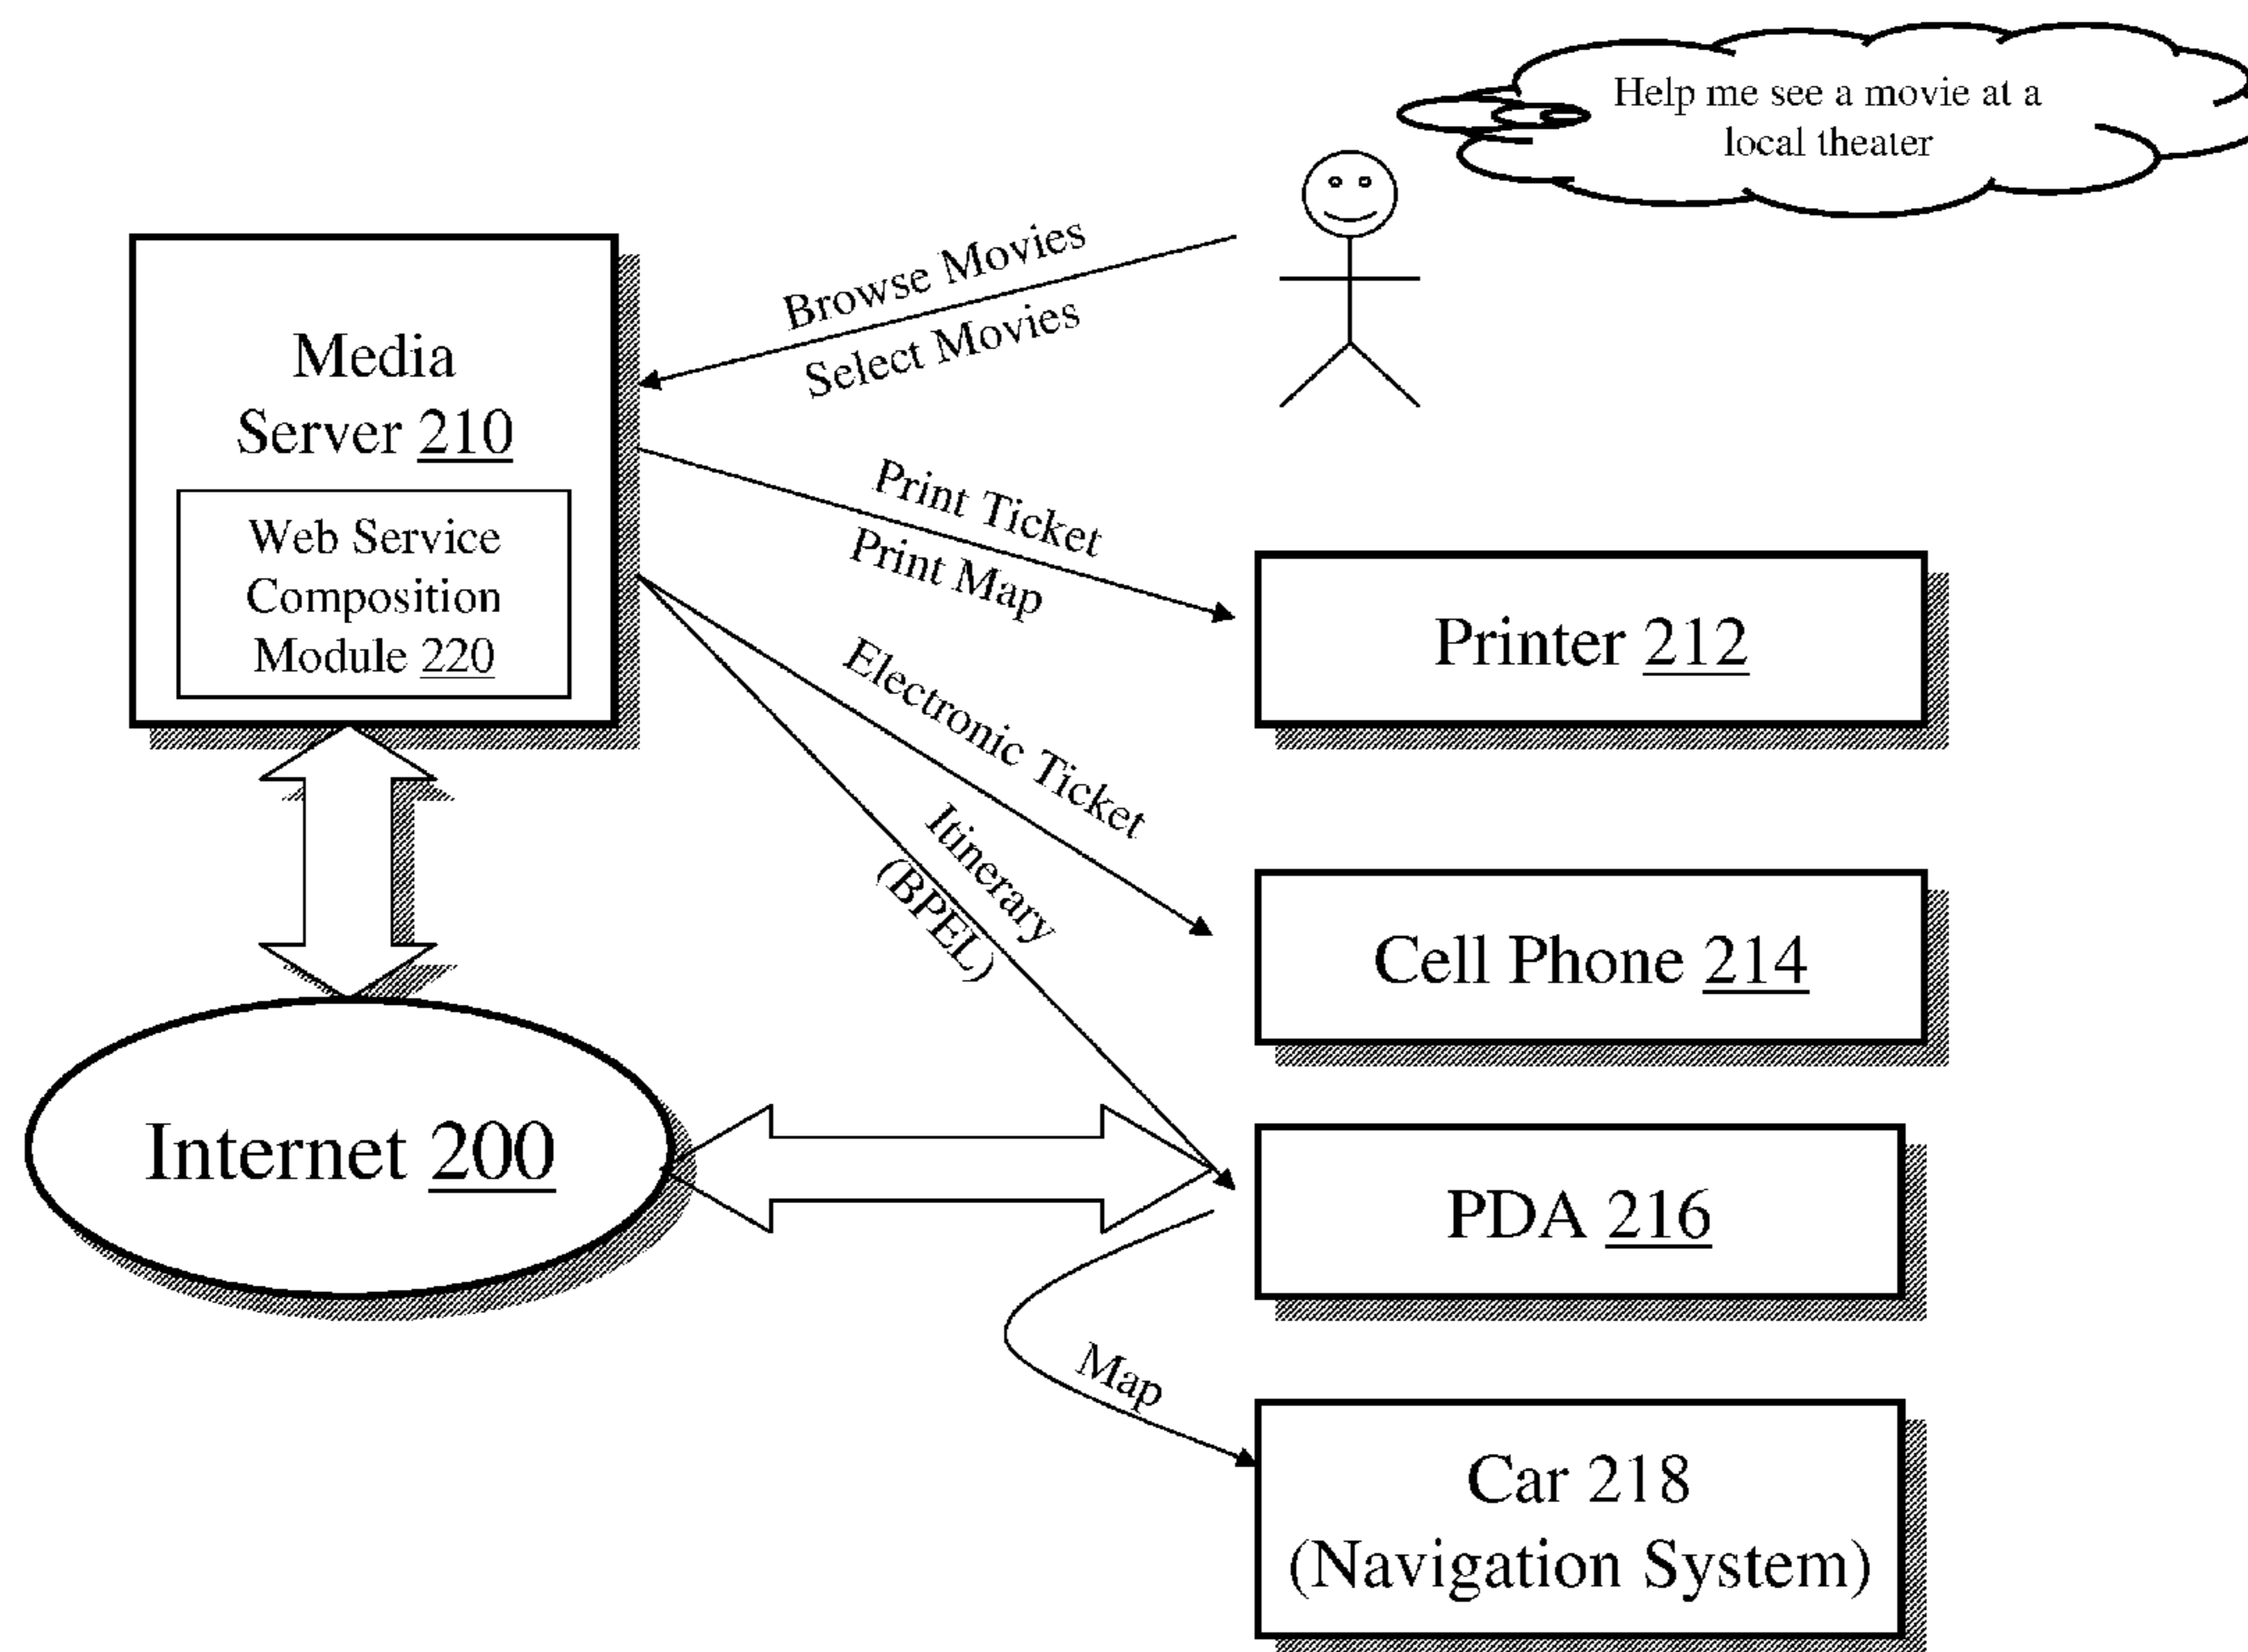 Help me see a movie at a
local theater
Browse Movies
Select Movies
Media
Server 210
Web Service
Composition
Module 220
Print Ticket
Print Map
Printer 212
Electronic Ticket
Itinerary
(BPEL)
Cell Phone 214
Internet 200
PDA 216
Map
Car 218
(Navigation System)